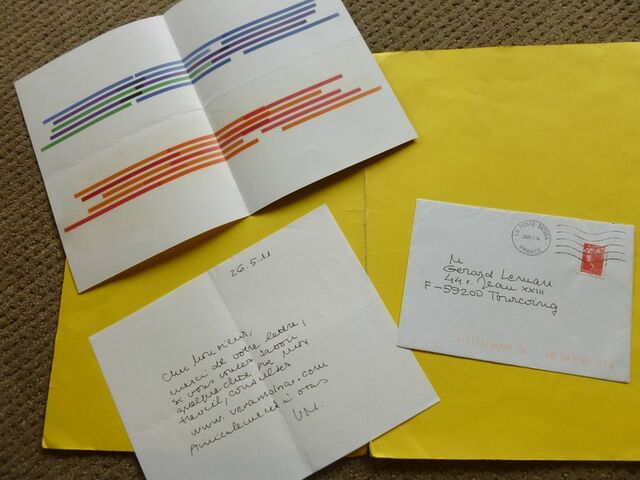 26.5.11
Cher Monsieur,
merci de votre lettre,
si vous voulez savoir,
quelque chose sur mon
travail, consultez
www.veramolnar.com
Amicalement à vous
V.M.
LA POSTE
FRANCE
M
Gerard Leman
44 r Jean XXIII
F-59200 Tourcoing